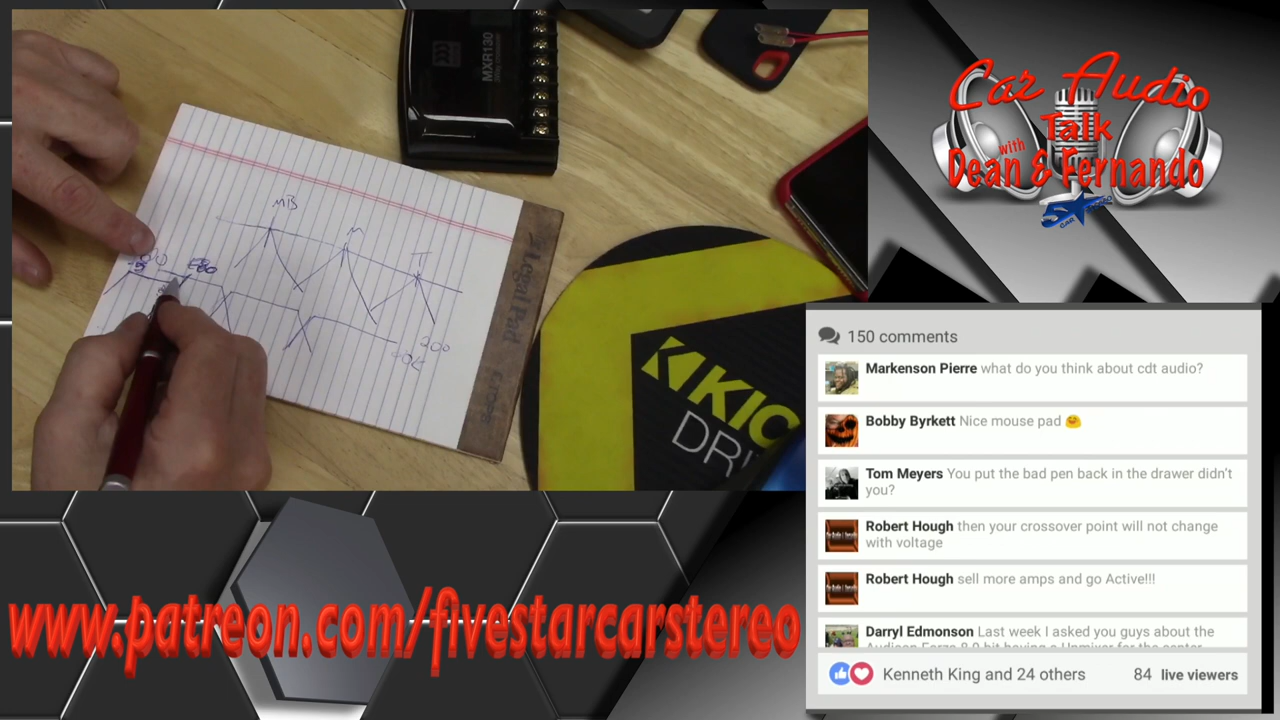 MXR130
MB
M
T
200
Legal Pad
KIC
DRIV
Car Audio
Talk
with
Dean & Fernando
5
CAR
150 comments
Markenson Pierre what do you think about cdt audio?
Bobby Byrkett Nice mouse pad
Tom Meyers You put the bad pen back in the drawer didn't
you?
Robert Hough then your crossover point will not change
with voltage
Robert Hough sell more amps and go Active!!!
Darryl Edmonson Last week I asked you guys about the
Kenneth King and 24 others
84 live viewers
www.patreon.com/fivestarcarstereo